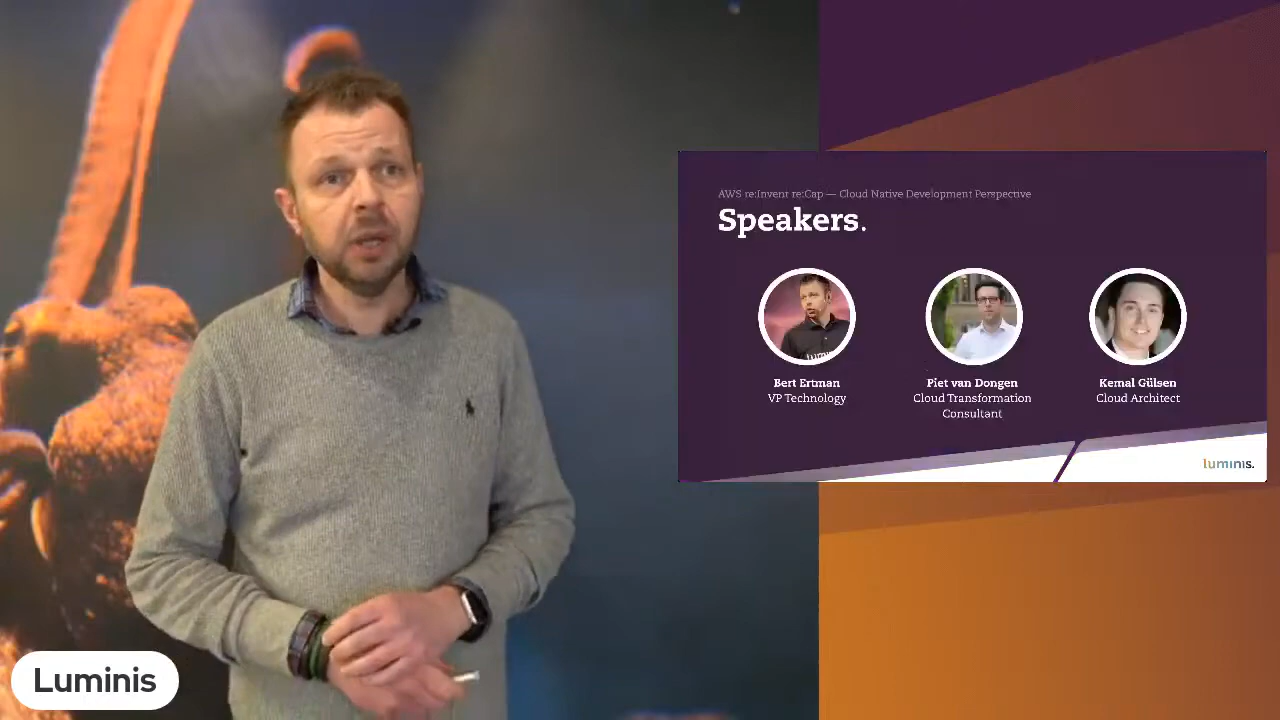 AWS re:Invent re:Cap — Cloud Native Development Perspective
Speakers.
Bert Ertman
VP Technology
Piet van Dongen
Cloud Transformation
Consultant
Kemal Gülsen
Cloud Architect
luminis.
Luminis